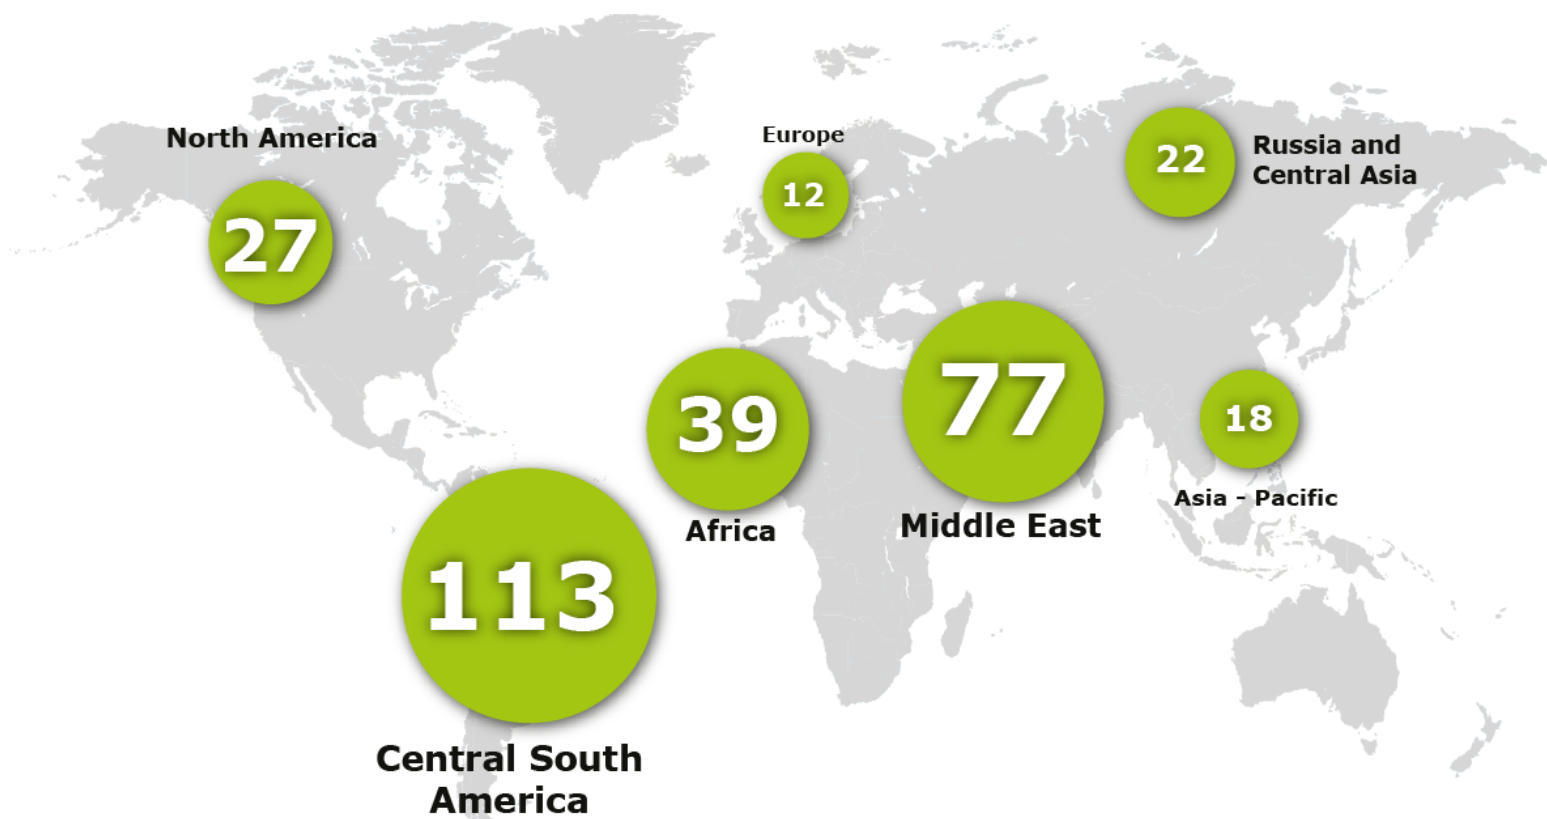 North America
27
Europe
12
22
Russia and
Central Asia
39
Africa
77
Middle East
18
Asia - Pacific
113
Central South
America